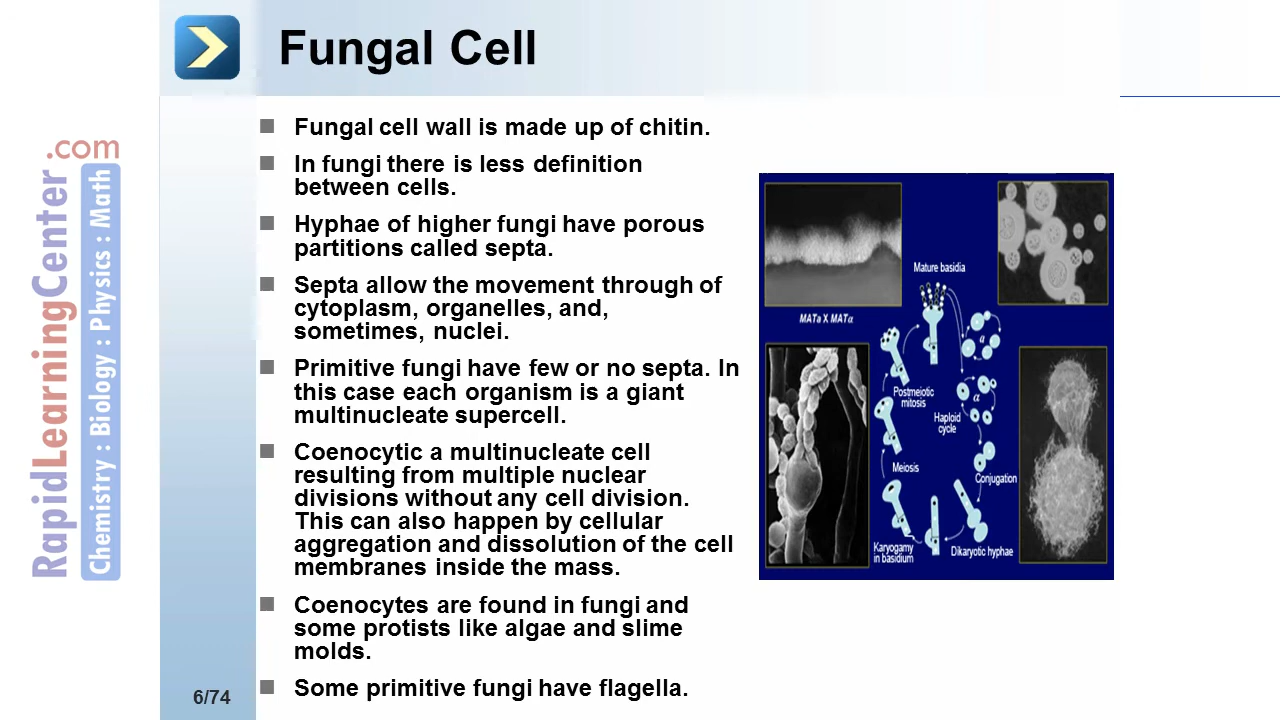 Fungal Cell
RapidLearningCenter.com
Chemistry : Biology : Physics : Math
Fungal cell wall is made up of chitin.
In fungi there is less definition
between cells.
Hyphae of higher fungi have porous
partitions called septa.
Septa allow the movement through of
cytoplasm, organelles, and,
sometimes, nuclei.
Primitive fungi have few or no septa. In
this case each organism is a giant
multinucleate supercell.
Coenocytic a multinucleate cell
resulting from multiple nuclear
divisions without any cell division.
This can also happen by cellular
aggregation and dissolution of the cell
membranes inside the mass.
Coenocytes are found in fungi and
some protists like algae and slime
molds.
Some primitive fungi have flagella.
Mature basidia
MATa X MATα
a
Postmeiotic
mitosis
α
Haploid
cycle
Meiosis
Conjugation
Karyogamy
in basidium
Dikaryotic hyphae
6/74